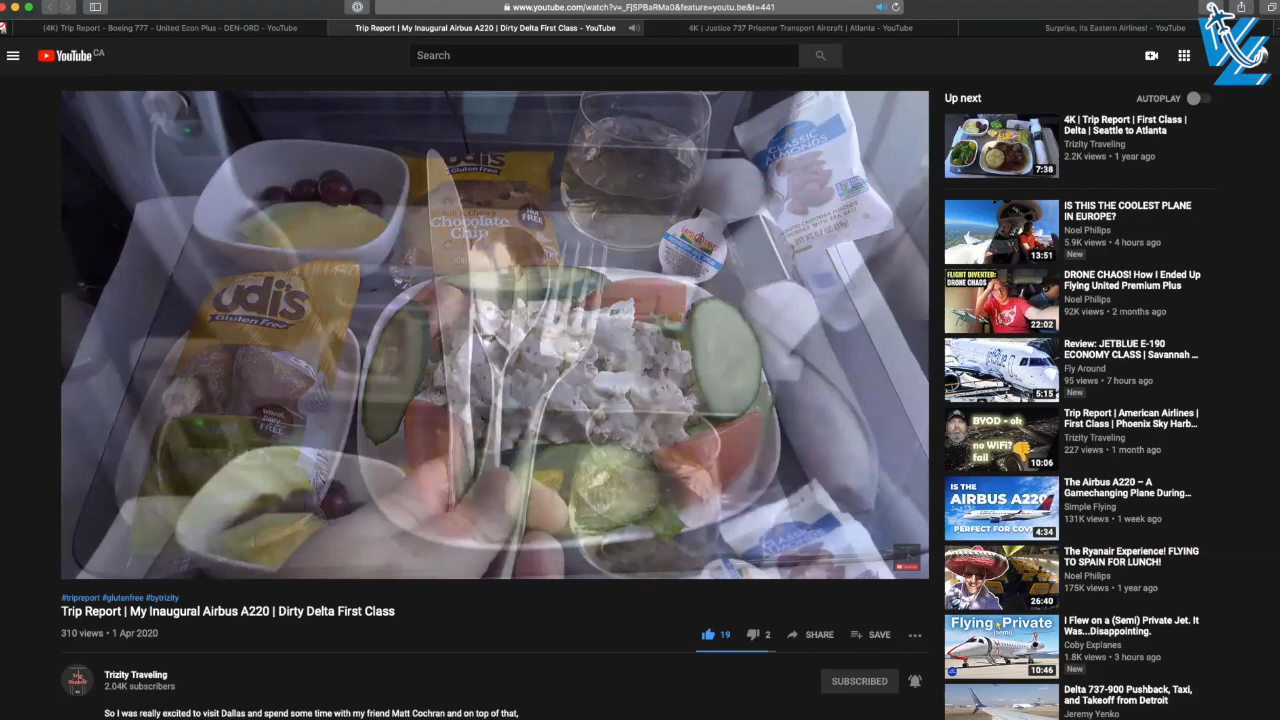 www.youtube.com/watch?v=_FjSPBaRMa0&feature=youtu.be&t=441
(4K) Trip Report - Boeing 777 - United Econ Plus - DEN-ORD - YouTube
Trip Report | My Inaugural Airbus A220 | Dirty Delta First Class - YouTube
4K | Justice 737 Prisoner Transport Aircraft | Atlanta - YouTube
Surprise, its Eastern Airlines! - YouTube
YouTube CA
Search
Udi's
Gluten Free
Soft & Chewy
Chocolate
Chip
Nut
FREE
CLASSIC
ALMONDS
Udi's
Gluten Free
Wheat,
Dairy
FREE
#tripreport #glutenfree #bytrizity
Trip Report | My Inaugural Airbus A220 | Dirty Delta First Class
310 views • 1 Apr 2020
19
2
SHARE
SAVE
Trizity Traveling
2.04K subscribers
SUBSCRIBED
So I was really excited to visit Dallas and spend some time with my friend Matt Cochran and on top of that,
Up next
AUTOPLAY
4K | Trip Report | First Class |
Delta | Seattle to Atlanta
Trizity Traveling
2.2K views • 1 year ago
7:38
IS THIS THE COOLEST PLANE
IN EUROPE?
Noel Philips
5.9K views • 4 hours ago
New
13:51
FLIGHT DIVERTED:
DRONE CHAOS
DRONE CHAOS! How I Ended Up
Flying United Premium Plus
Noel Philips
92K views • 2 months ago
22:02
Review: JETBLUE E-190
ECONOMY CLASS | Savannah ...
Fly Around
95 views • 7 hours ago
New
5:15
BYOD - ok
no WiFi?
fail
Trip Report | American Airlines |
First Class | Phoenix Sky Harb...
Trizity Traveling
227 views • 1 month ago
10:06
IS THE
AIRBUS A220
PERFECT FOR COVI
The Airbus A220 – A
Gamechanging Plane During...
Simple Flying
131K views • 1 week ago
4:34
The Ryanair Experience! FLYING
TO SPAIN FOR LUNCH!
Noel Philips
175K views • 1 year ago
26:40
Flying Private
(semi)
I Flew on a (Semi) Private Jet. It
Was...Disappointing.
Coby Explanes
1.8K views • 3 hours ago
New
10:46
Delta 737-900 Pushback, Taxi,
and Takeoff from Detroit
Jeremy Yenko